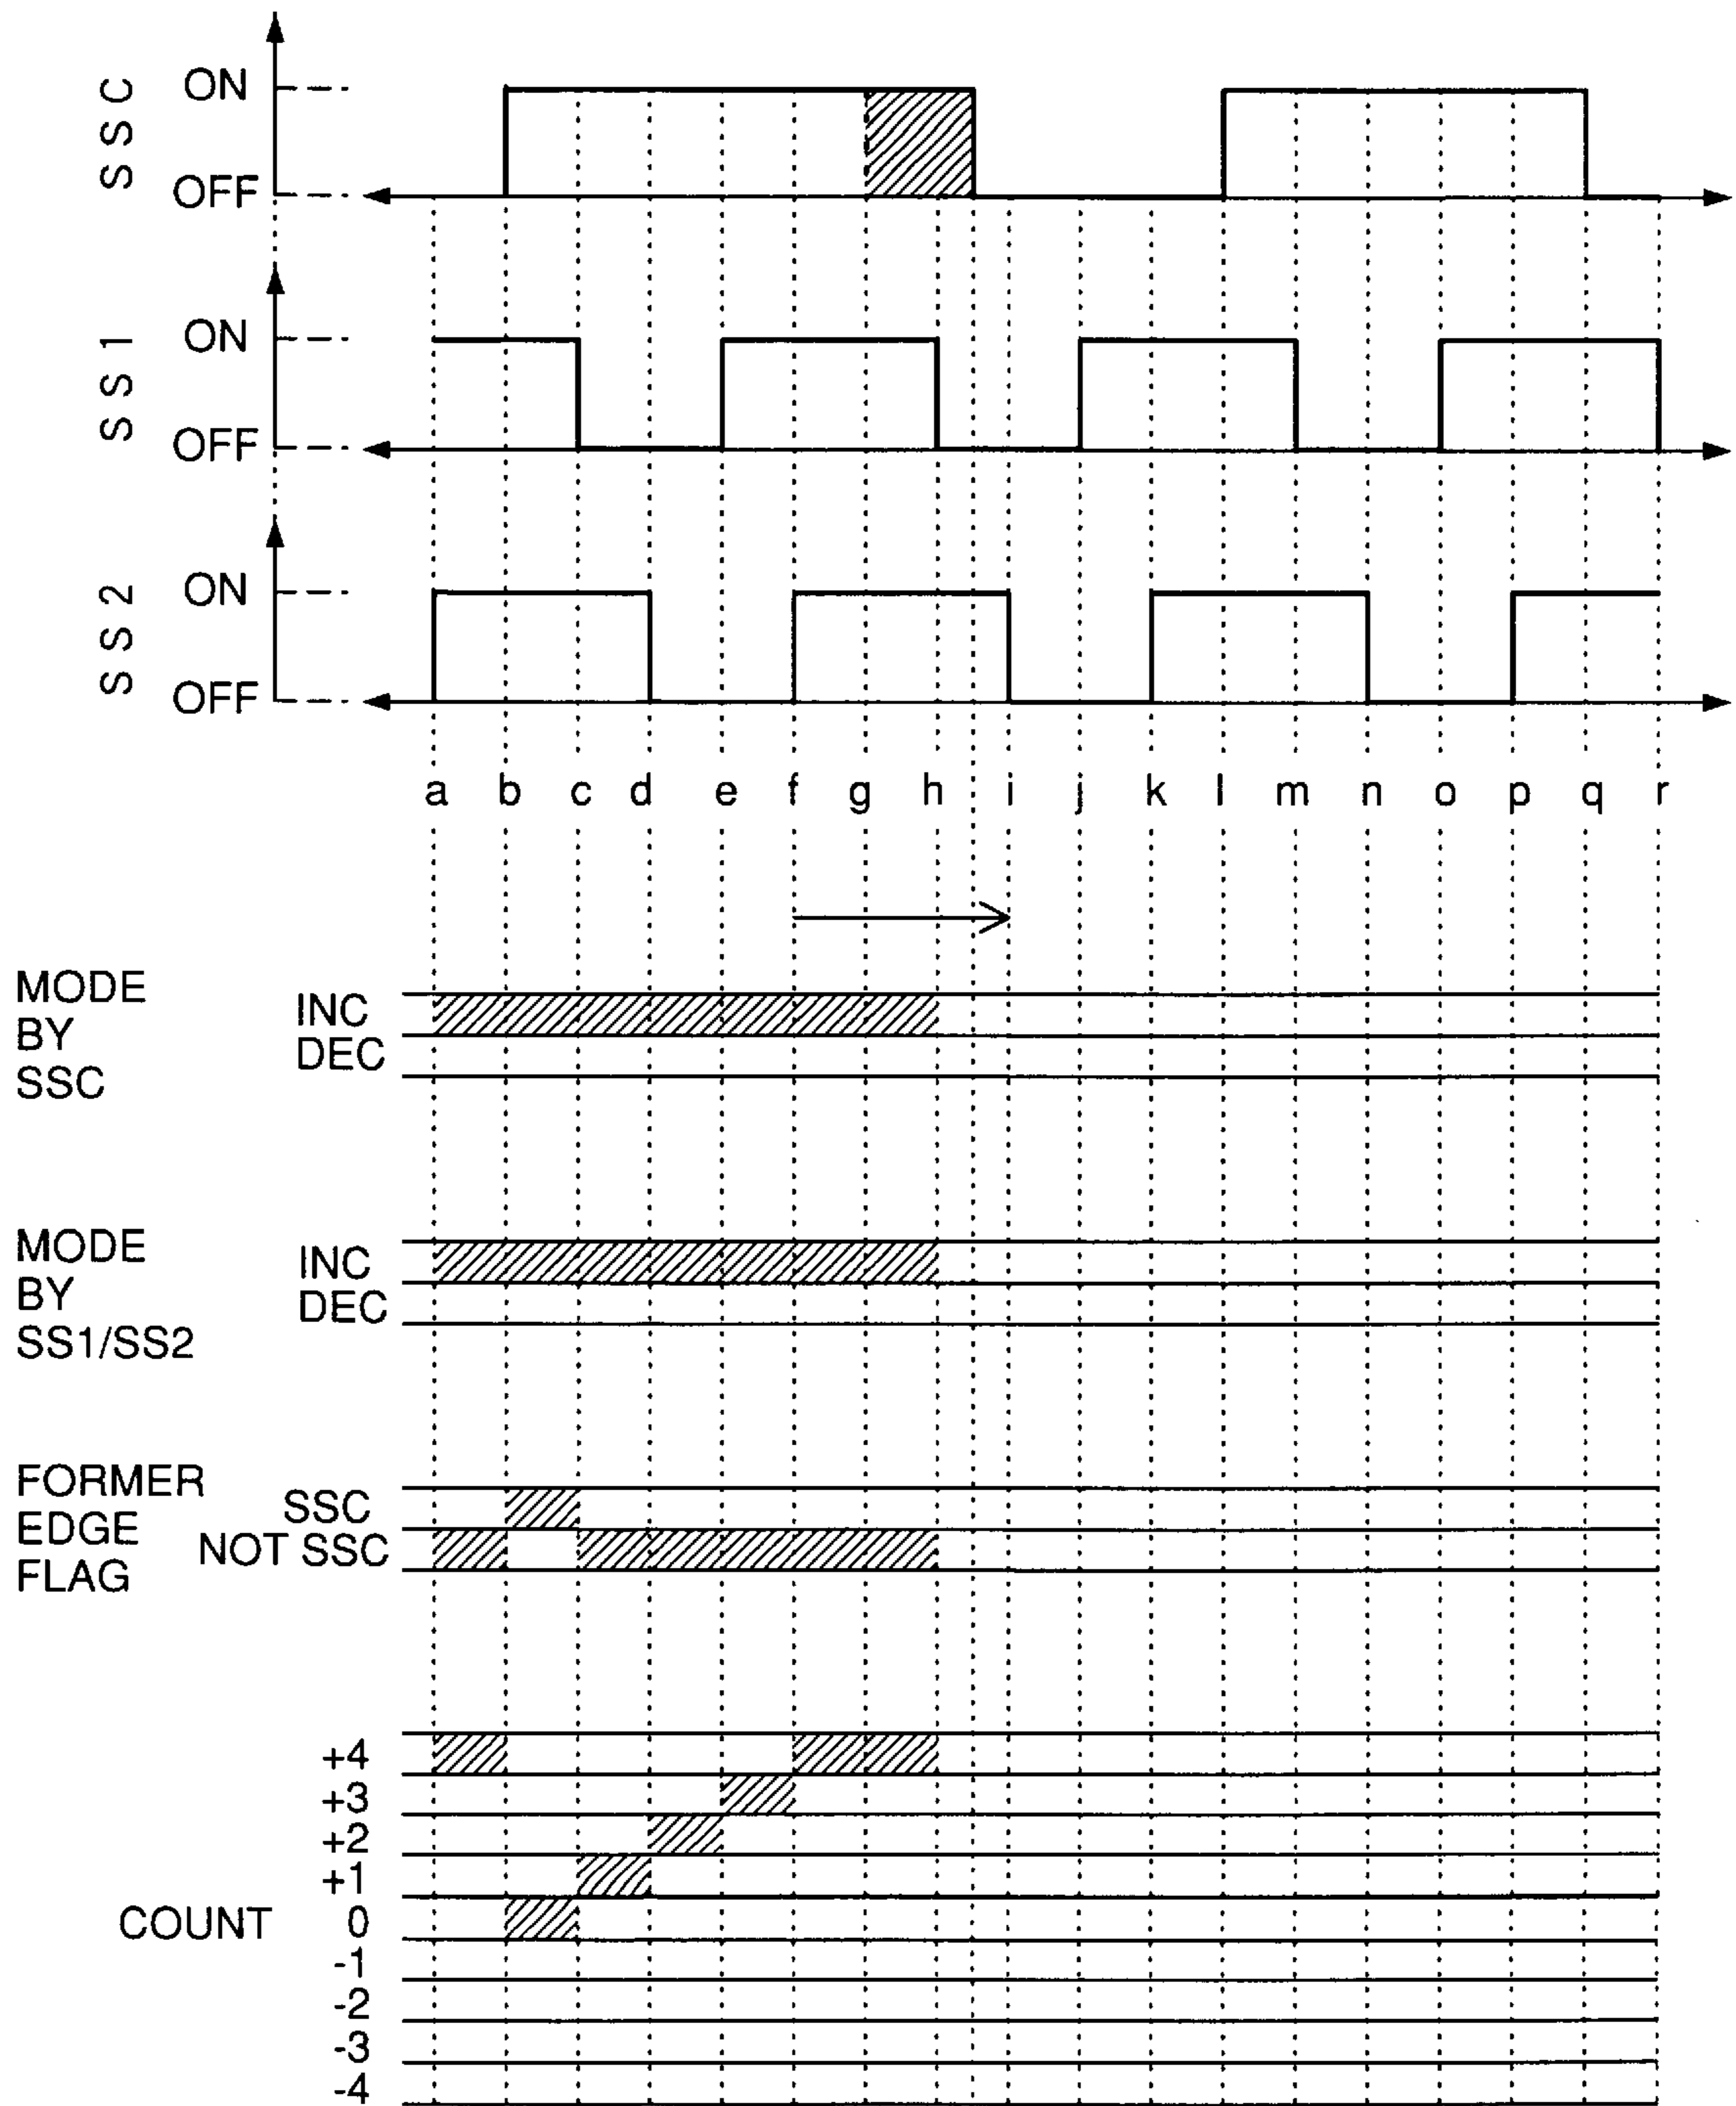 SSC
ON
OFF
SS1
ON
OFF
SS2
ON
OFF
a b c d e f g h i j k l m n o p q r
MODE
BY
SSC
INC
DEC
MODE
BY
SS1/SS2
INC
DEC
FORMER
EDGE
FLAG
SSC
NOT SSC
COUNT
+4
+3
+2
+1
0
-1
-2
-3
-4